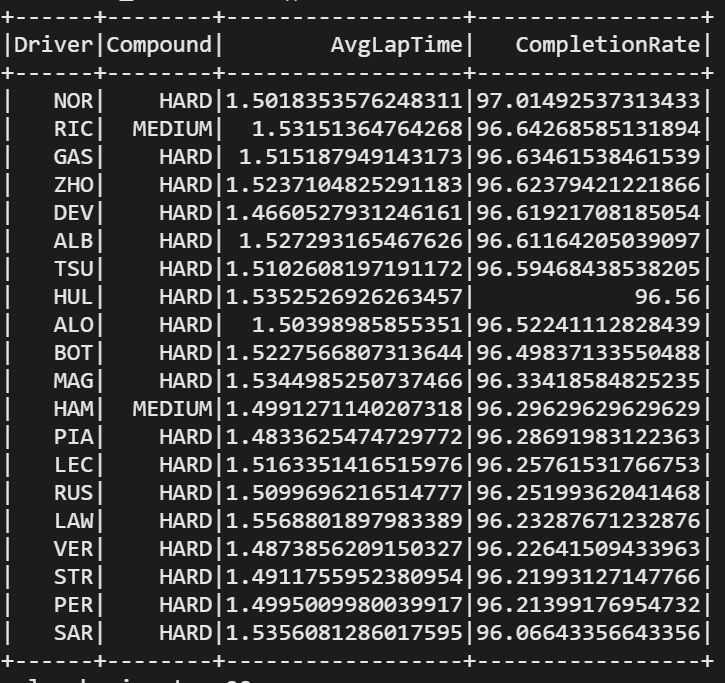 +------+--------+------------------+-----------------+
|Driver|Compound|        AvgLapTime|   CompletionRate|
+------+--------+------------------+-----------------+
|   NOR|    HARD|1.5018353576248311|97.01492537313433|
|   RIC|  MEDIUM|  1.53151364764268|96.64268585131894|
|   GAS|    HARD| 1.515187949143173|96.63461538461539|
|   ZHO|    HARD|1.5237104825291183|96.62379421221866|
|   DEV|    HARD|1.4660527931246161|96.61921708185054|
|   ALB|    HARD| 1.527293165467626|96.61164205039097|
|   TSU|    HARD|1.5102608197191172|96.59468438538205|
|   HUL|    HARD|1.5352526926263457|            96.56|
|   ALO|    HARD|  1.50398985855351|96.52241112828439|
|   BOT|    HARD|1.5227566807313644|96.49837133550488|
|   MAG|    HARD|1.5344985250737466|96.33418584825235|
|   HAM|  MEDIUM|1.4991271140207318|96.29629629629629|
|   PIA|    HARD|1.4833625474729772|96.28691983122363|
|   LEC|    HARD|1.5163351416515976|96.25761531766753|
|   RUS|    HARD|1.5099696216514777|96.25199362041468|
|   LAW|    HARD|1.5568801897983389|96.23287671232876|
|   VER|    HARD|1.4873856209150327|96.22641509433963|
|   STR|    HARD|1.4911755952380954|96.21993127147766|
|   PER|    HARD|1.4995009980039917|96.21399176954732|
|   SAR|    HARD|1.5356081286017595|96.06643356643356|
+------+--------+------------------+-----------------+